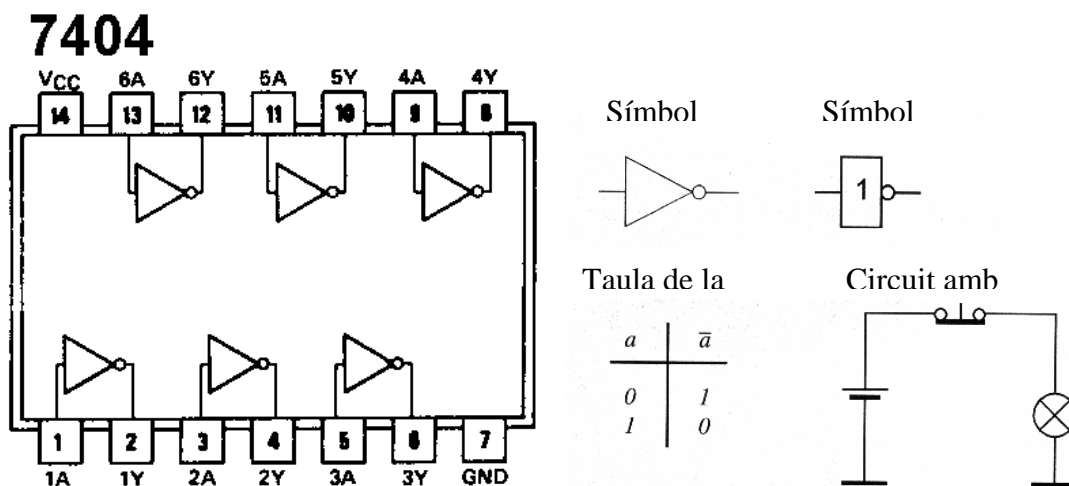 7404
VCC 6A 6Y 5A 5Y 4A 4Y
14 13 12 11 10 9 8
1 2 3 4 5 6 7
1A 1Y 2A 2Y 3A 3Y GND
Símbol Símbol
1
Taula de la Circuit amb
a a̅
0 1
1 0